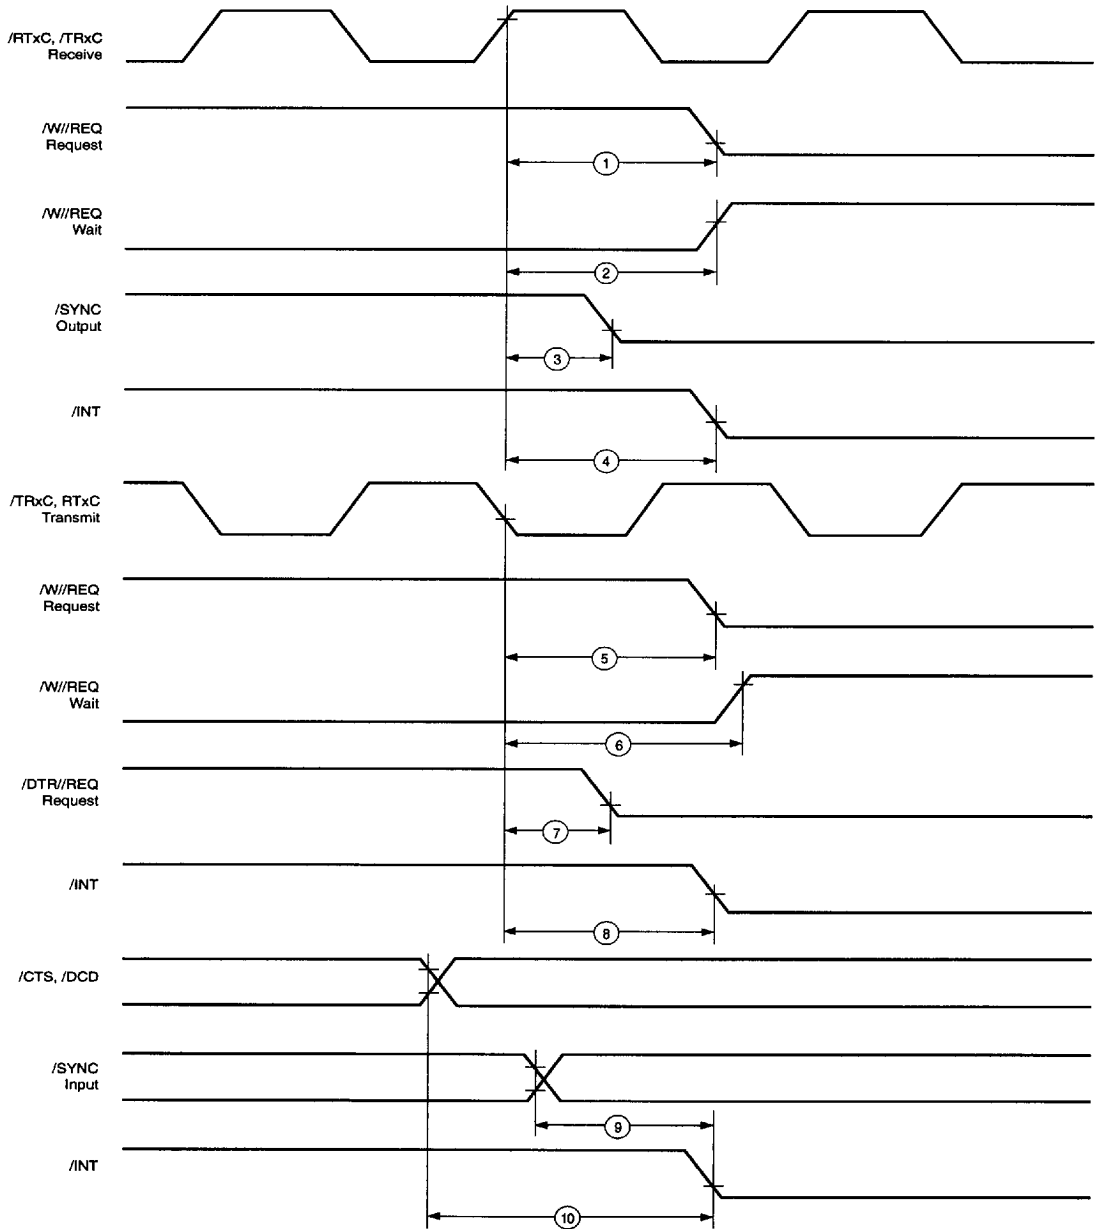 /RTxC, /TRxC
Receive
/W//REQ
Request
1
/W//REQ
Wait
2
/SYNC
Output
3
/INT
4
/TRxC, RTxC
Transmit
/W//REQ
Request
5
/W//REQ
Wait
6
/DTR//REQ
Request
7
/INT
8
/CTS, /DCD
/SYNC
Input
9
/INT
10